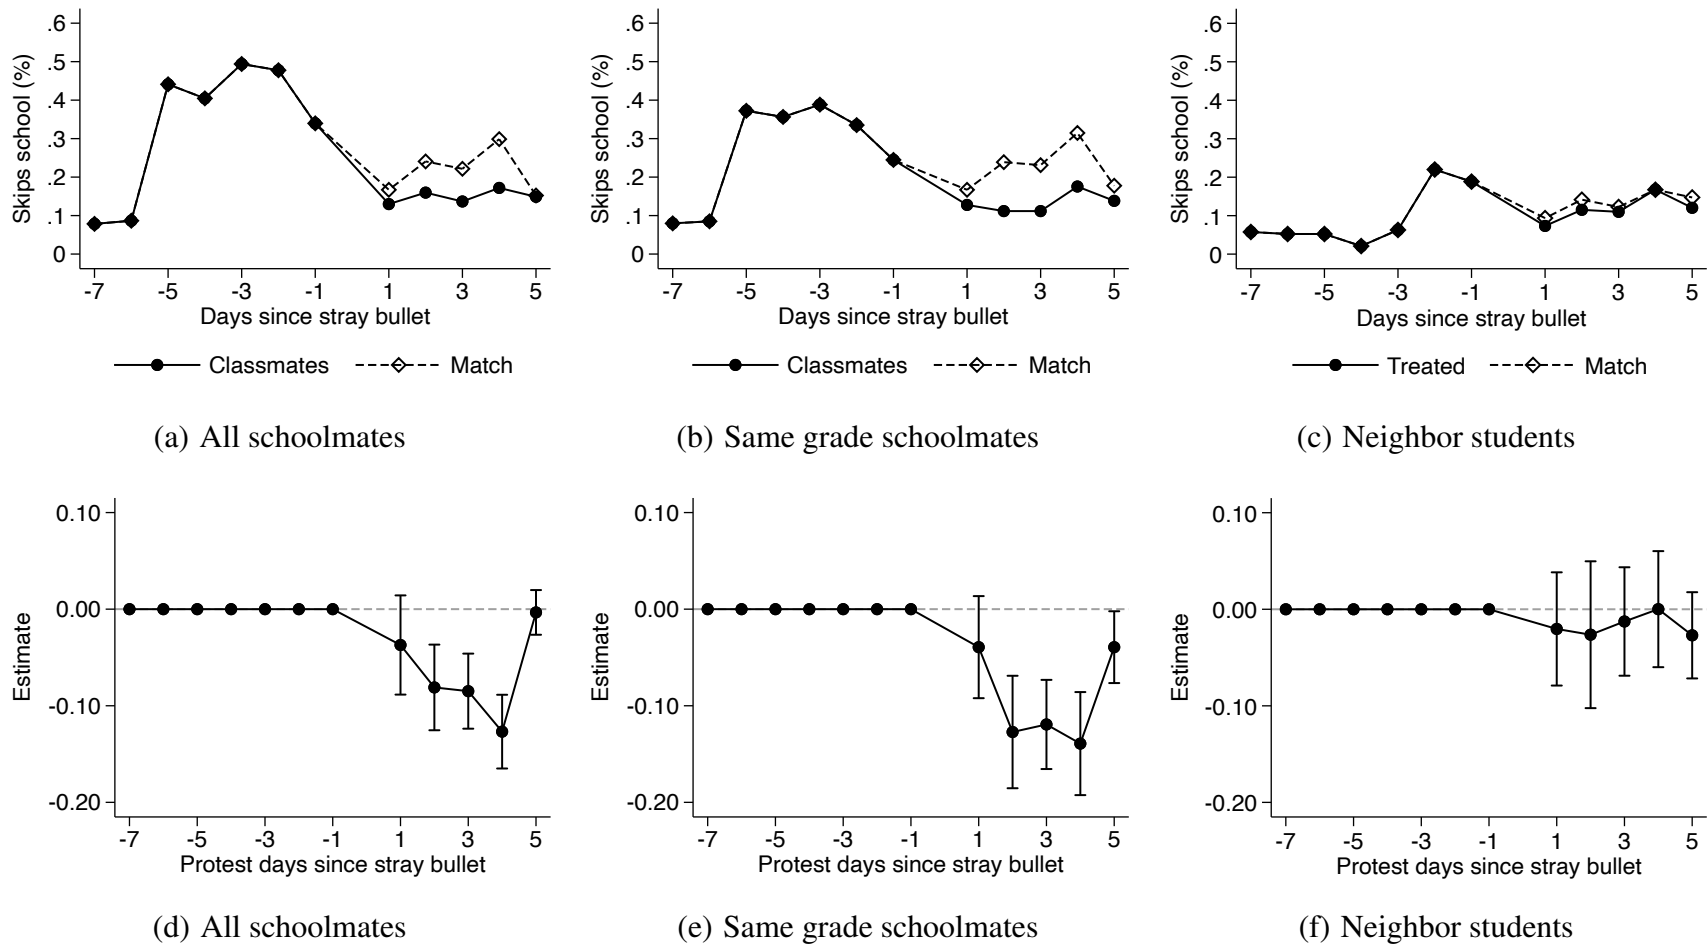 .6 .5 .4 .3 .2 .1 0
Skips school (%)
-7 -5 -3 -1 1 3 5
Days since stray bullet
Classmates Match
(a) All schoolmates
.6 .5 .4 .3 .2 .1 0
Skips school (%)
-7 -5 -3 -1 1 3 5
Days since stray bullet
Classmates Match
(b) Same grade schoolmates
.6 .5 .4 .3 .2 .1 0
Skips school (%)
-7 -5 -3 -1 1 3 5
Days since stray bullet
Treated Match
(c) Neighbor students
0.10 0.00 -0.10 -0.20
Estimate
-7 -5 -3 -1 1 3 5
Protest days since stray bullet
(d) All schoolmates
0.10 0.00 -0.10 -0.20
Estimate
-7 -5 -3 -1 1 3 5
Protest days since stray bullet
(e) Same grade schoolmates
0.10 0.00 -0.10 -0.20
Estimate
-7 -5 -3 -1 1 3 5
Protest days since stray bullet
(f) Neighbor students